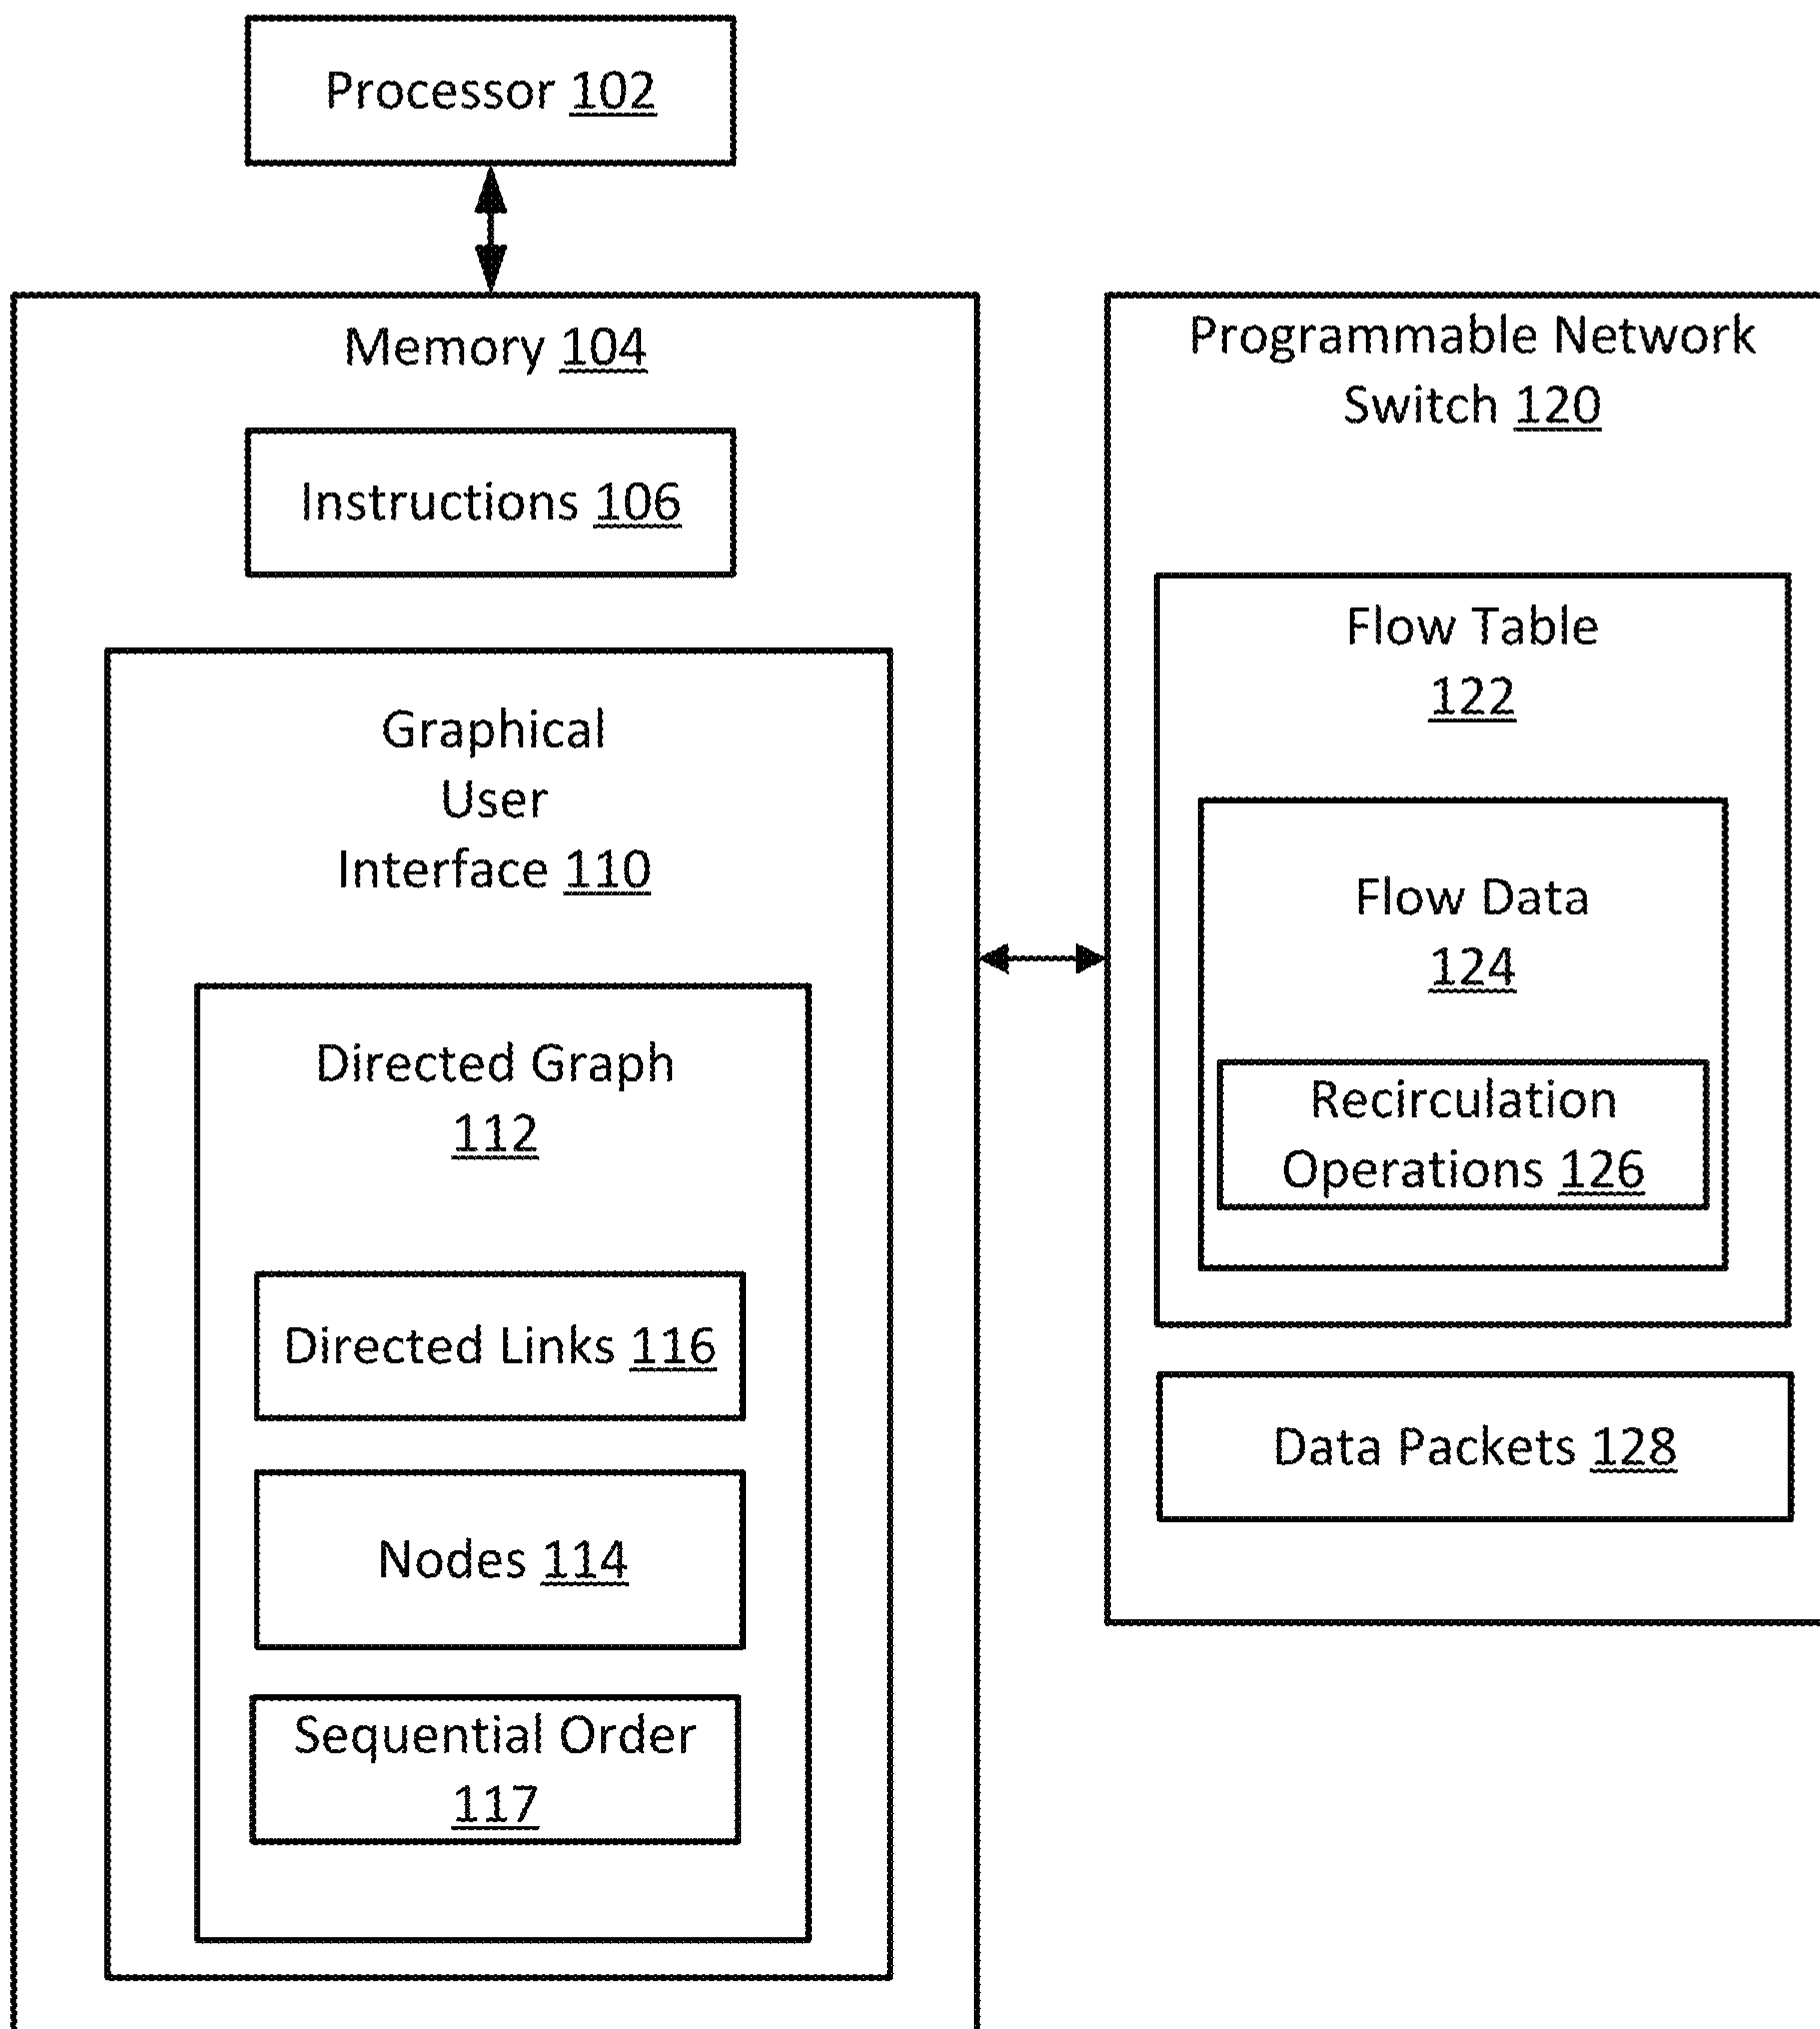 Processor 102
Memory 104
Instructions 106
Graphical
User
Interface 110
Directed Graph
112
Directed Links 116
Nodes 114
Sequential Order
117
Programmable Network
Switch 120
Flow Table
122
Flow Data
124
Recirculation
Operations 126
Data Packets 128